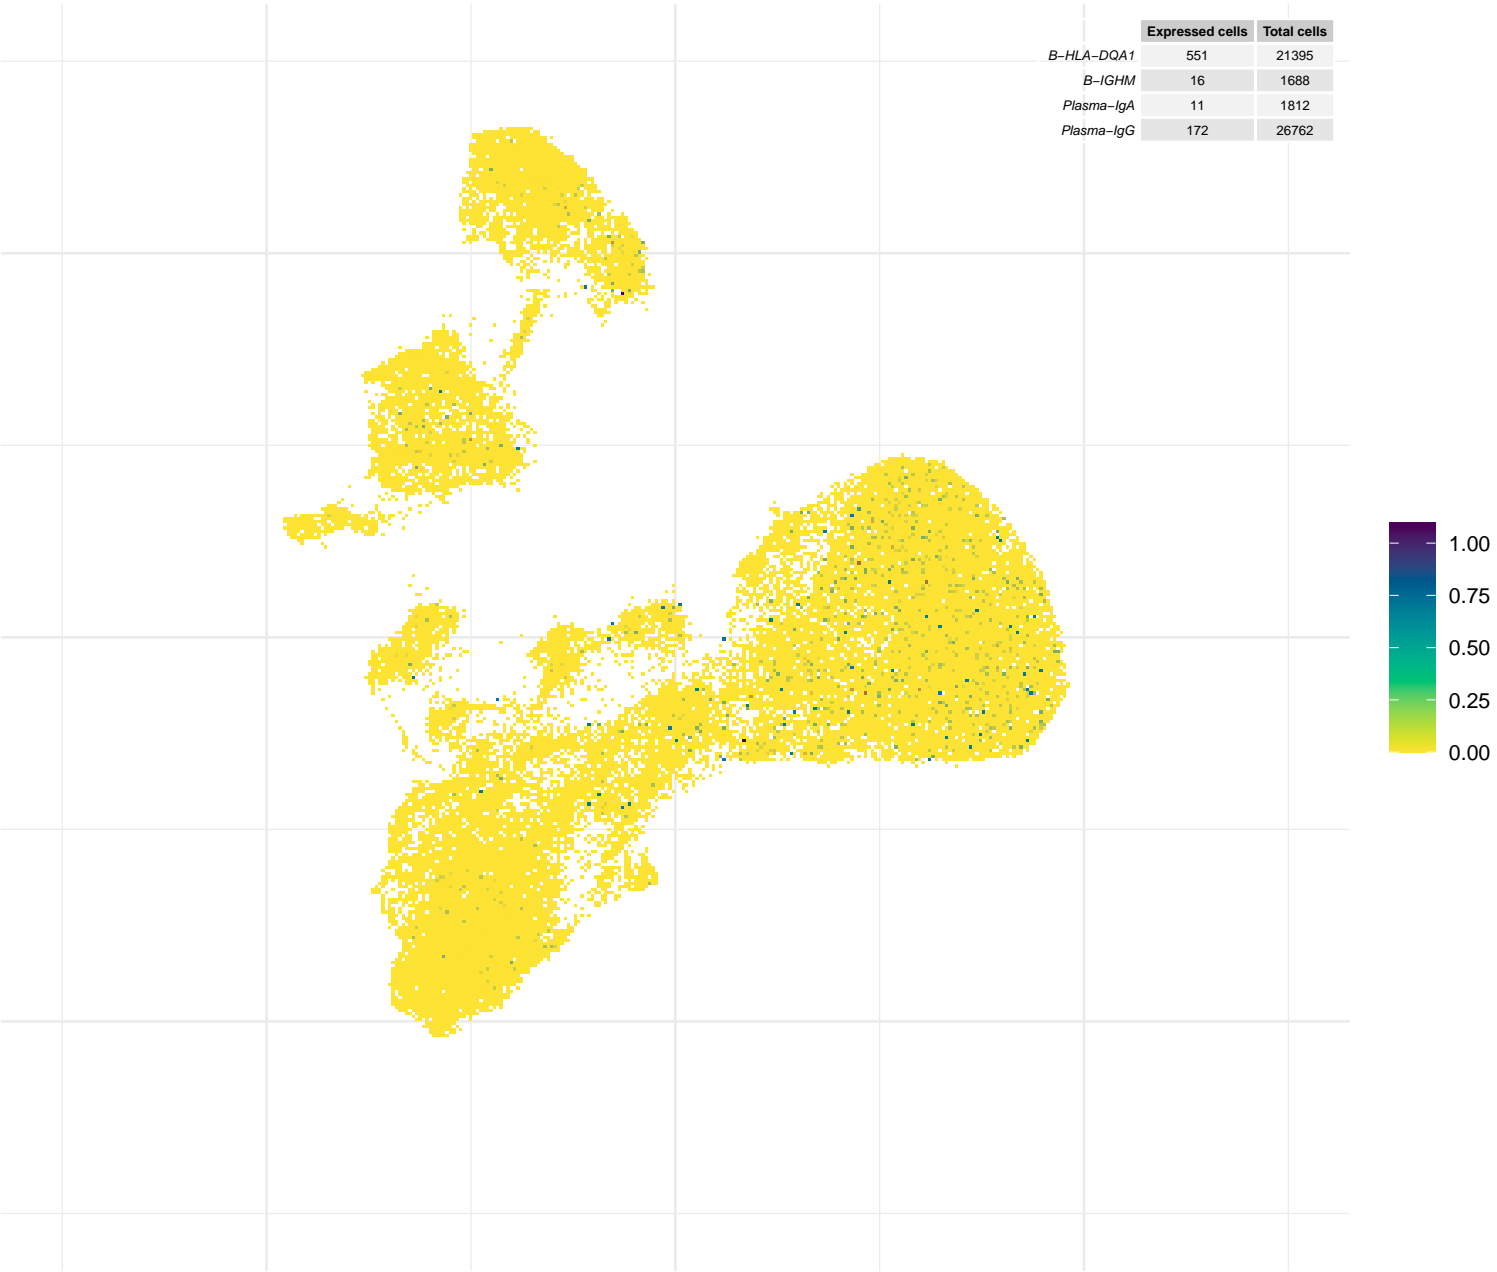 Expressed cells Total cells
B−HLA−DQA1 551 21395
B−IGHM 16 1688
Plasma−IgA 11 1812
Plasma−IgG 172 26762
1.00
0.75
0.50
0.25
0.00